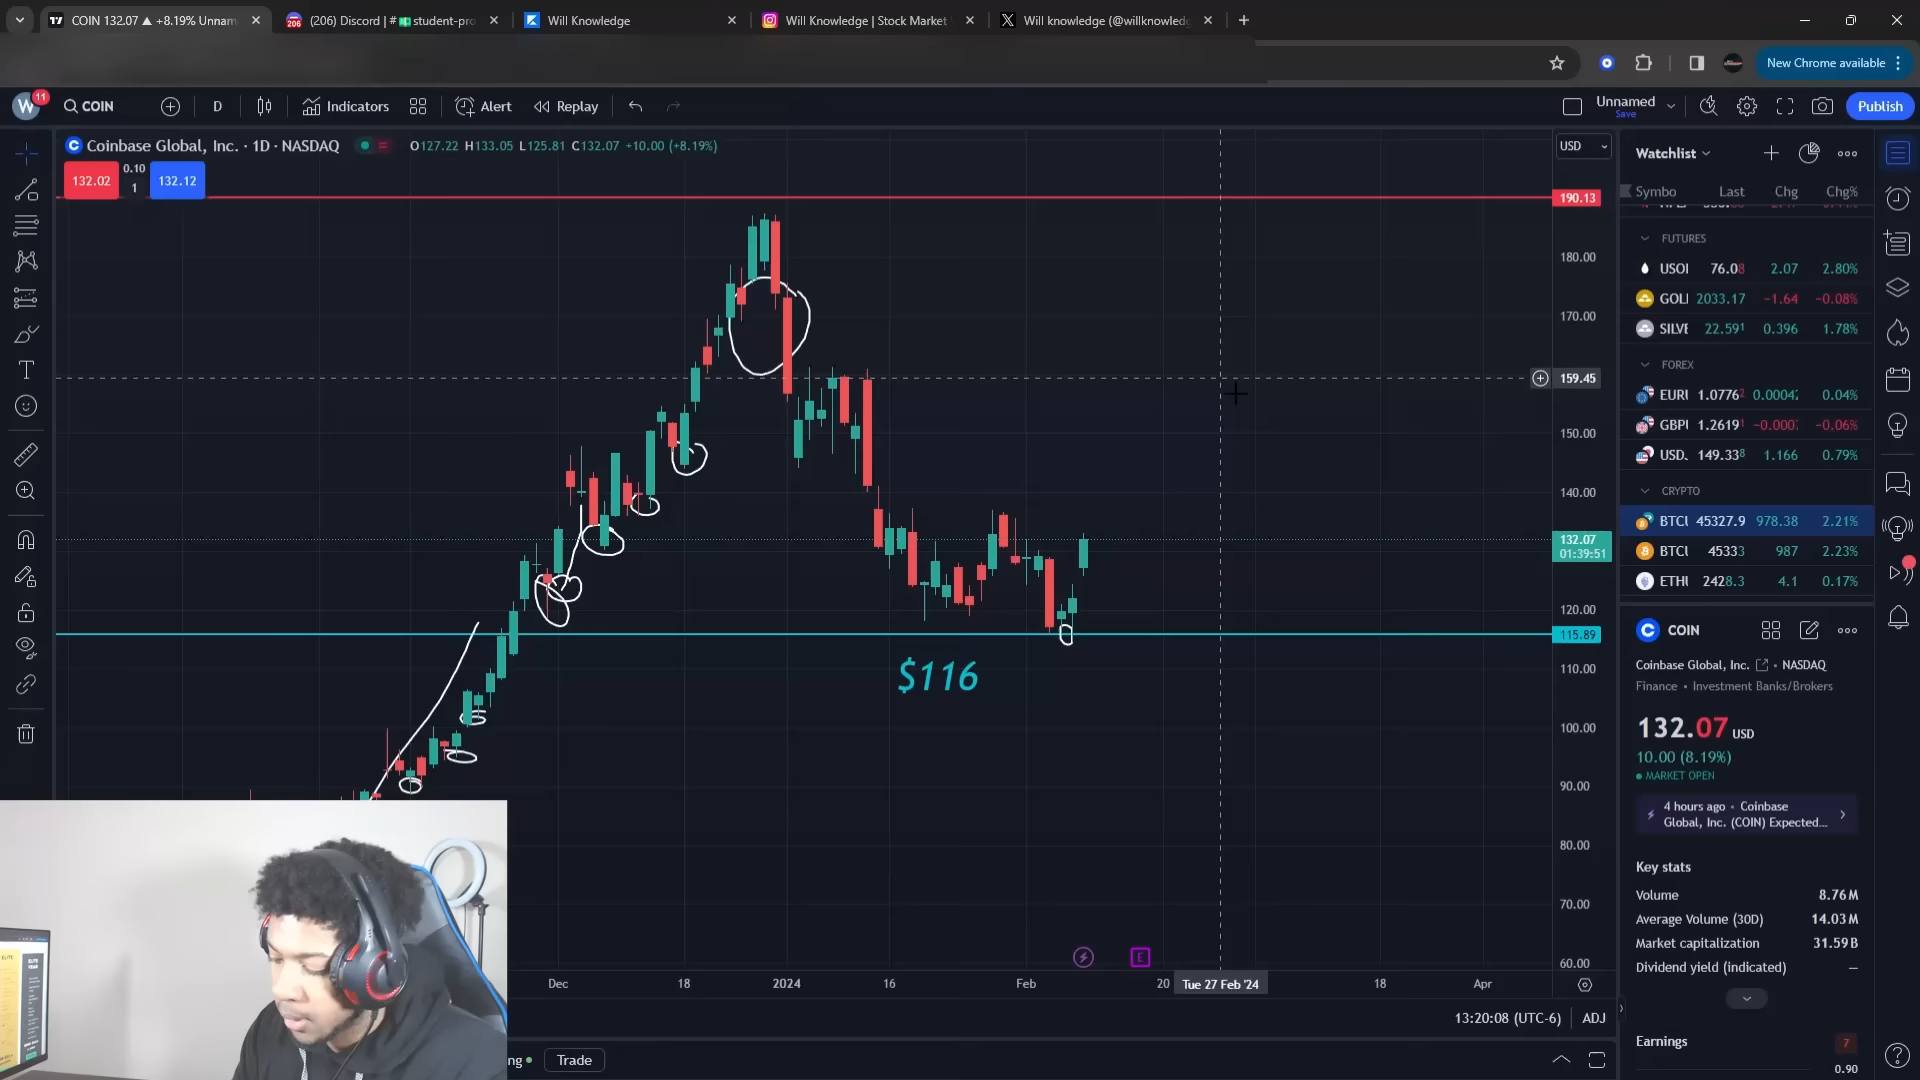 COIN 132.07 ▲ +8.19% Unnam
(206) Discord | # student-pro
Will Knowledge
Will Knowledge | Stock Market
Will knowledge (@willknowled
New Chrome available
W 11
COIN
D
Indicators
Alert
Replay
Unnamed
Save
Publish
Coinbase Global, Inc. · 1D · NASDAQ
O127.22 H133.05 L125.81 C132.07 +10.00 (+8.19%)
132.02
0.10
1
132.12
USD
190.13
180.00
170.00
159.45
150.00
140.00
132.07
01:39:51
120.00
115.89
110.00
100.00
90.00
80.00
70.00
60.00
$116
E
Dec
18
2024
16
Feb
20
Tue 27 Feb '24
18
Apr
13:20:08 (UTC-6)
ADJ
ng
Trade
Watchlist
Symbo Last Chg Chg%
FUTURES
USOI 76.08 2.07 2.80%
GOLI 2033.17 −1.64 −0.08%
SILVE 22.591 0.396 1.78%
FOREX
EURI 1.07762 0.00042 0.04%
GBPI 1.26191 −0.000 −0.06%
USD. 149.338 1.166 0.79%
CRYPTO
BTCI 45327.9 978.38 2.21%
BTCI 45333 987 2.23%
ETHI 2428.3 4.1 0.17%
COIN
Coinbase Global, Inc. • NASDAQ
Finance • Investment Banks/Brokers
132.07 USD
10.00 (8.19%)
MARKET OPEN
4 hours ago • Coinbase
Global, Inc. (COIN) Expected...
Key stats
Volume 8.76M
Average Volume (30D) 14.03M
Market capitalization 31.59B
Dividend yield (indicated) —
Earnings
7
0.90